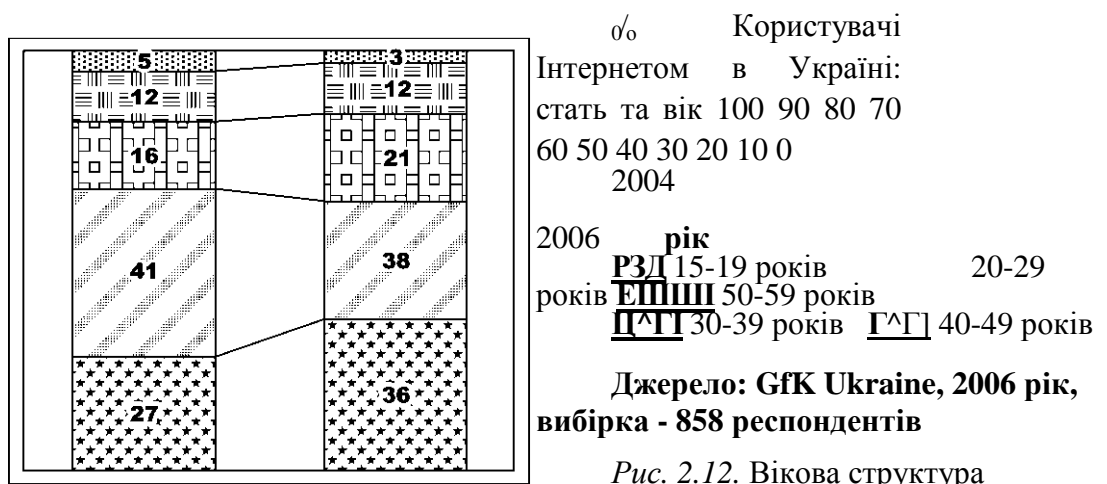 5 3
12 12
16 21
41 38
27 36
% Користувачі
Інтернетом в Україні:
стать та вік 100 90 80 70
60 50 40 30 20 10 0
2004
2006 рік
РЗД 15-19 років 20-29
років ЕШШІ 50-59 років
Ц^ГІ 30-39 років Г^Г] 40-49 років
Джерело: GfK Ukraine, 2006 рік,
вибірка - 858 респондентів
Рис. 2.12. Вікова структура